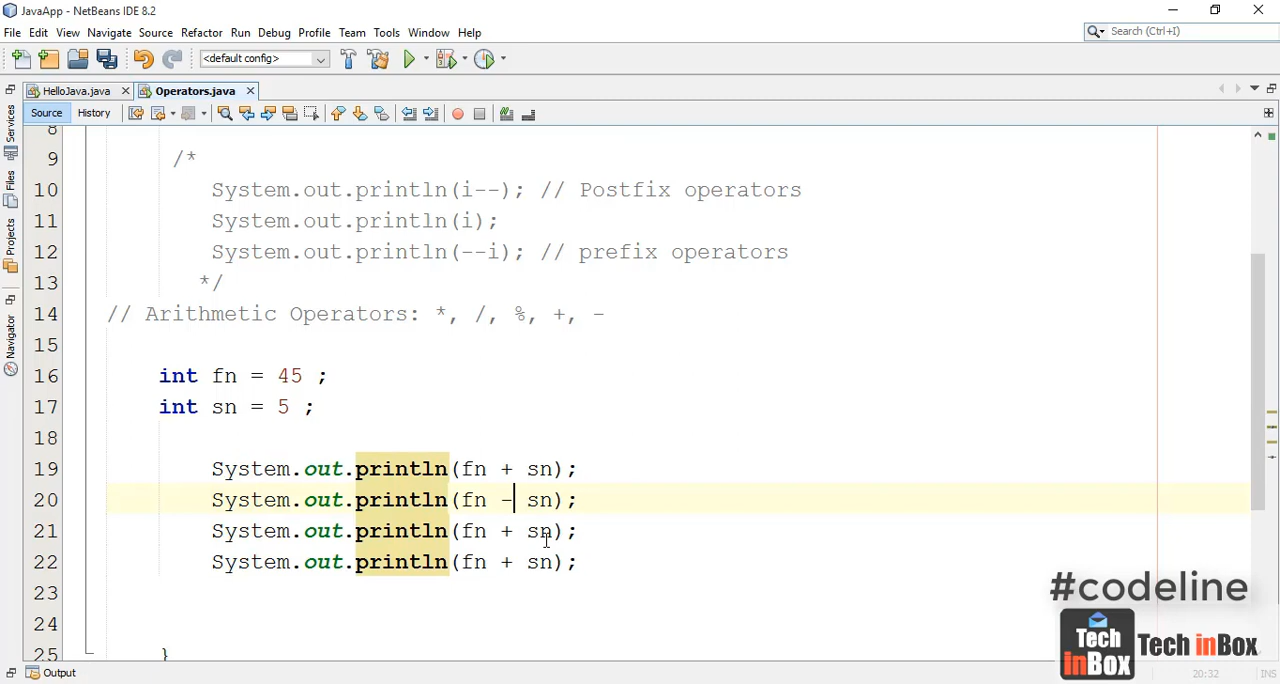 JavaApp - NetBeans IDE 8.2
File Edit View Navigate Source Refactor Run Debug Profile Team Tools Window Help
Search (Ctrl+I)
<default config>
HelloJava.java Operators.java
Source History
8
9 /*
10 System.out.println(i--); // Postfix operators
11 System.out.println(i);
12 System.out.println(--i); // prefix operators
13 */
14 // Arithmetic Operators: *, /, %, +, -
15
16 int fn = 45 ;
17 int sn = 5 ;
18
19 System.out.println(fn + sn);
20 System.out.println(fn - sn);
21 System.out.println(fn + sn);
22 System.out.println(fn + sn);
23
24
25 }
Services
Files
Projects
Navigator
#codeline
Tech inBox Tech inBox
Output
20:32 INS